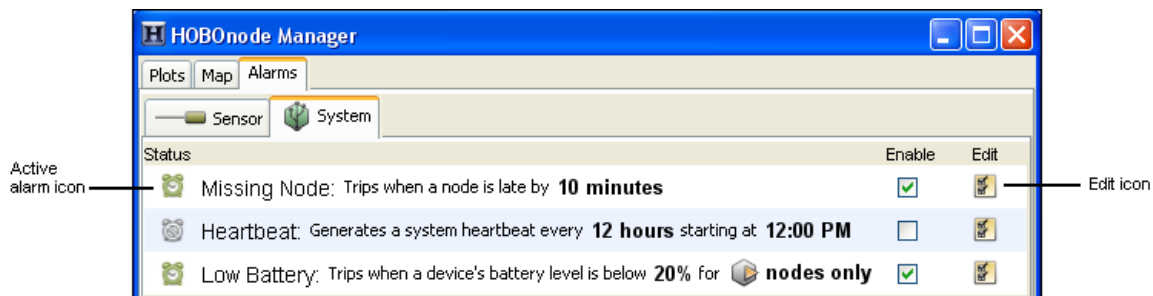 HOBOnode Manager
Plots Map Alarms
Sensor System
Status Enable Edit
Active
alarm icon
Missing Node: Trips when a node is late by 10 minutes
Edit icon
Heartbeat: Generates a system heartbeat every 12 hours starting at 12:00 PM
Low Battery: Trips when a device's battery level is below 20% for nodes only